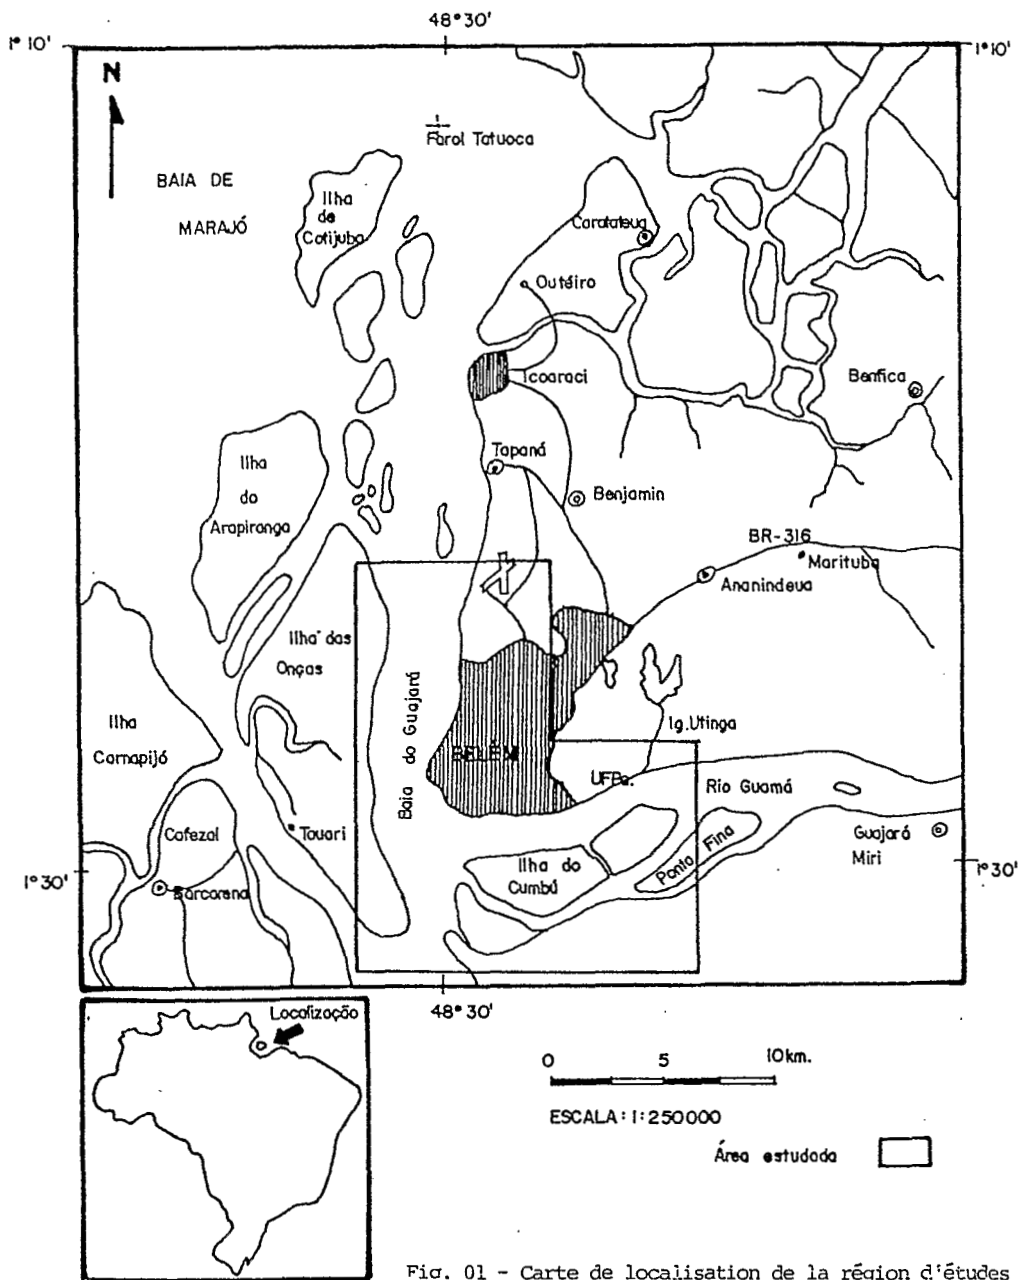 48°30'
1°10'
1°10'
N
Farol Tatuoca
BAIA DE
MARAJÓ
Ilha
de
Cotijuba
Caratateua
Outéiro
Icoaraci
Benfica
Tapaná
Ilha
do
Arapiranga
Benjamin
BR-316
Marituba
Ananindeua
Ilha das
Onças
Baia do Guajará
Ig. Utinga
Ilha
Carnapijó
BELÉM
UFPa.
Rio Guamá
Cafezal
Touari
Ponta Fina
Guajará
Miri
Ilha do
Cumbú
1°30'
Barcarena
1°30'
48°30'
Localização
0 5 10km.
ESCALA:1:250000
Área estudada
Fig. 01 - Carte de localisation de la région d'études